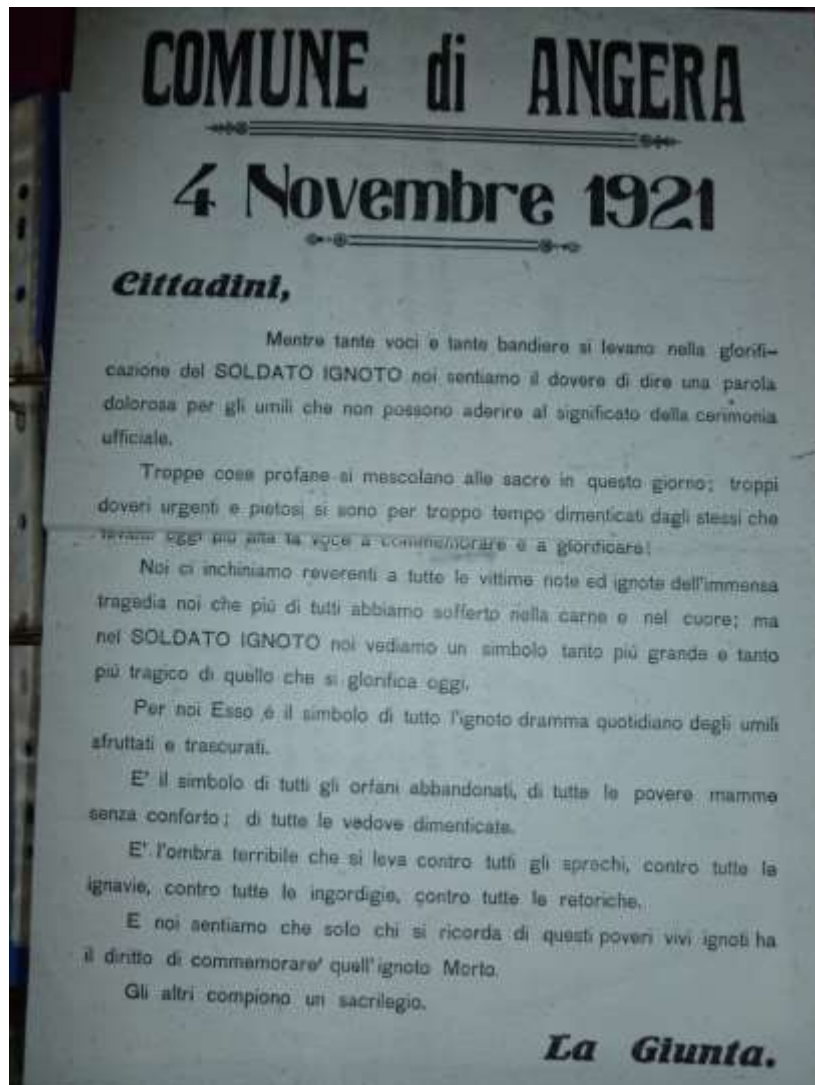 COMUNE di ANGERA
4 Novembre 1921
Cittadini,
Mentre tante voci e tante bandiere si levano nella glorifi-
cazione del SOLDATO IGNOTO noi sentiamo il dovere di dire una parola
dolorosa per gli umili che non possono aderire al significato della cerimonia
ufficiale.
Troppe cose profane si mescolano alle sacre in questo giorno; troppi
doveri urgenti e pietosi si sono per troppo tempo dimenticati dagli stessi che
levano oggi più alta la voce a commemorare e a glorificare!
Noi ci inchiniamo reverenti a tutte le vittime note ed ignote dell'immensa
tragedia noi che più di tutti abbiamo sofferto nella carne e nel cuore; ma
nel SOLDATO IGNOTO noi vediamo un simbolo tanto più grande e tanto
più tragico di quello che si glorifica oggi.
Per noi Esso é il simbolo di tutto l'ignoto dramma quotidiano degli umili
sfruttati e trascurati.
E' il simbolo di tutti gli orfani abbandonati, di tutte le povere mamme
senza conforto; di tutte le vedove dimenticate.
E' l'ombra terribile che si leva contro tutti gli sprechi, contro tutte le
ignavie, contro tutte le ingordigie, contro tutte le retoriche.
E noi sentiamo che solo chi si ricorda di questi poveri vivi ignoti ha
il diritto di commemorare quell'ignoto Morto.
Gli altri compiono un sacrilegio.
La Giunta.